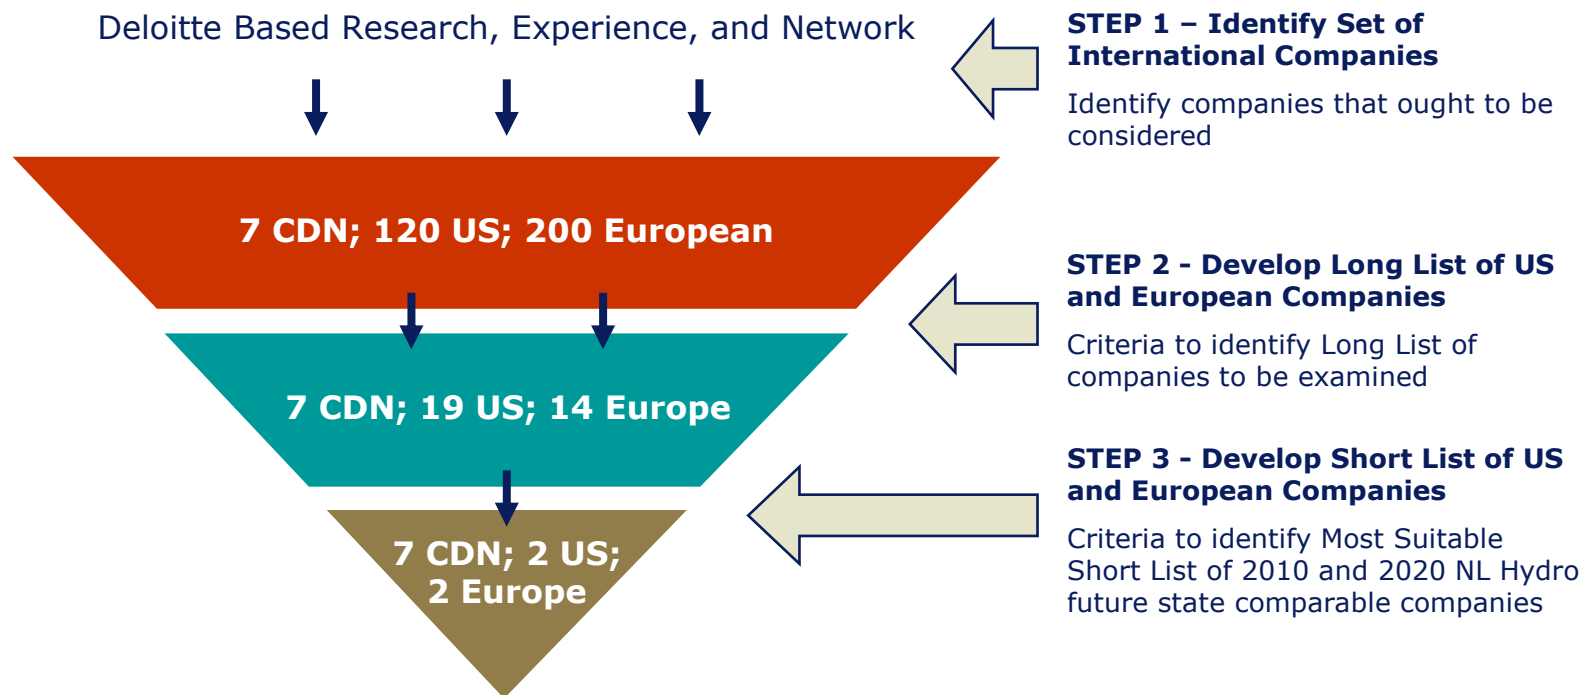 Deloitte Based Research, Experience, and Network
STEP 1 – Identify Set of
International Companies
Identify companies that ought to be
considered
7 CDN; 120 US; 200 European
STEP 2 - Develop Long List of US
and European Companies
Criteria to identify Long List of
companies to be examined
7 CDN; 19 US; 14 Europe
STEP 3 - Develop Short List of US
and European Companies
Criteria to identify Most Suitable
Short List of 2010 and 2020 NL Hydro
future state comparable companies
7 CDN; 2 US;
2 Europe